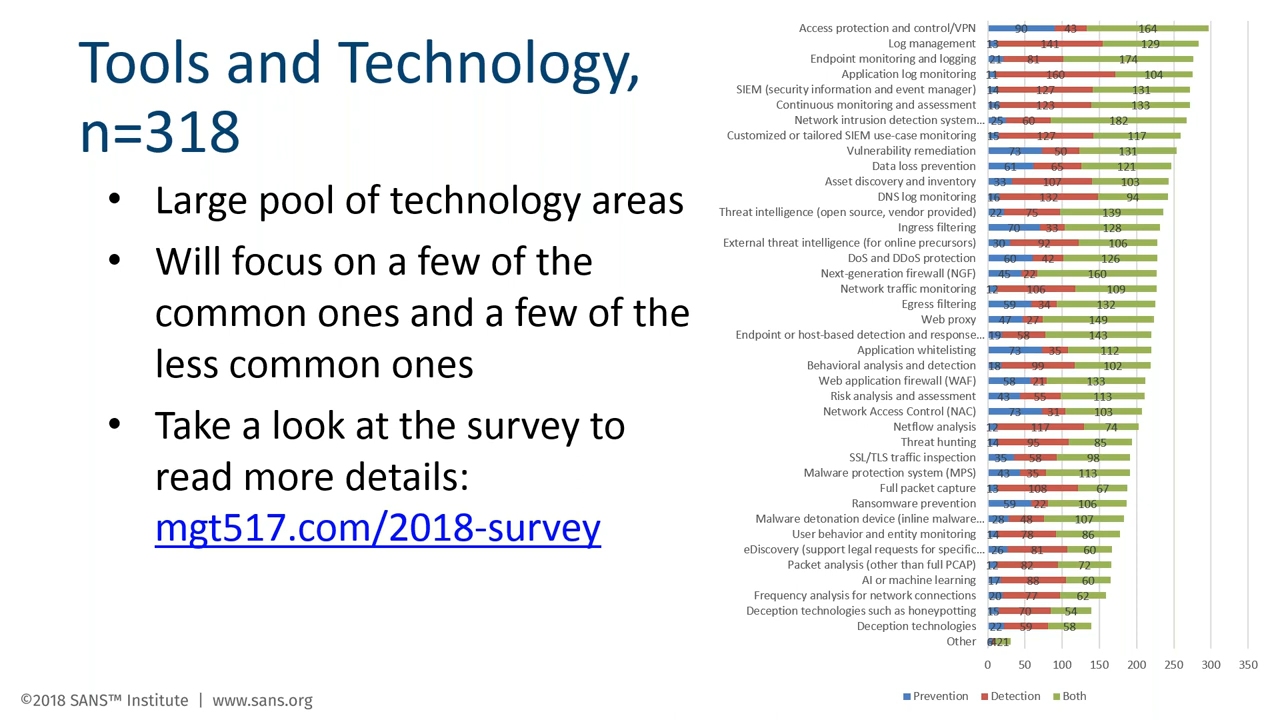 Tools and Technology,
n=318
• Large pool of technology areas
• Will focus on a few of the
common ones and a few of the
less common ones
• Take a look at the survey to
read more details:
mgt517.com/2018-survey
Access protection and control/VPN 90 43 164
Log management 13 141 129
Endpoint monitoring and logging 21 81 174
Application log monitoring 11 160 104
SIEM (security information and event manager) 14 127 131
Continuous monitoring and assessment 16 123 133
Network intrusion detection system… 25 60 182
Customized or tailored SIEM use-case monitoring 15 127 117
Vulnerability remediation 73 50 131
Data loss prevention 61 65 121
Asset discovery and inventory 33 107 103
DNS log monitoring 16 132 94
Threat intelligence (open source, vendor provided) 22 75 139
Ingress filtering 70 33 128
External threat intelligence (for online precursors) 30 92 106
DoS and DDoS protection 60 42 126
Next-generation firewall (NGF) 45 22 160
Network traffic monitoring 12 106 109
Egress filtering 59 34 132
Web proxy 47 27 149
Endpoint or host-based detection and response… 19 58 143
Application whitelisting 73 35 112
Behavioral analysis and detection 18 99 102
Web application firewall (WAF) 58 21 133
Risk analysis and assessment 43 55 113
Network Access Control (NAC) 73 31 103
Netflow analysis 12 117 74
Threat hunting 14 95 85
SSL/TLS traffic inspection 35 58 98
Malware protection system (MPS) 43 35 113
Full packet capture 13 108 67
Ransomware prevention 59 22 106
Malware detonation device (inline malware… 28 48 107
User behavior and entity monitoring 14 78 86
eDiscovery (support legal requests for specific… 26 81 60
Packet analysis (other than full PCAP) 12 82 72
AI or machine learning 17 88 60
Frequency analysis for network connections 20 77 62
Deception technologies such as honeypotting 15 70 54
Deception technologies 22 59 58
Other 6 4 21
0 50 100 150 200 250 300 350
Prevention Detection Both
©2018 SANS™ Institute | www.sans.org